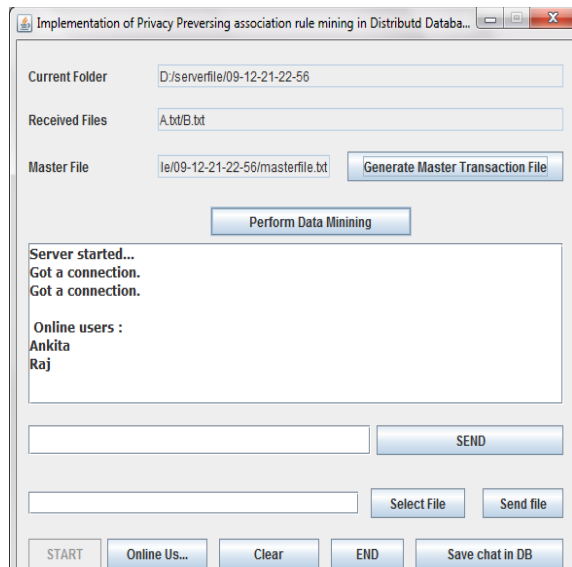 Implementation of Privacy Preversing association rule mining in Distributd Databa...
Current Folder D:/serverfile/09-12-21-22-56
Received Files A.txt/B.txt
Master File le/09-12-21-22-56/masterfile.txt Generate Master Transaction File
Perform Data Minining
Server started...
Got a connection.
Got a connection.
Online users :
Ankita
Raj
SEND
Select File Send file
START Online Us... Clear END Save chat in DB